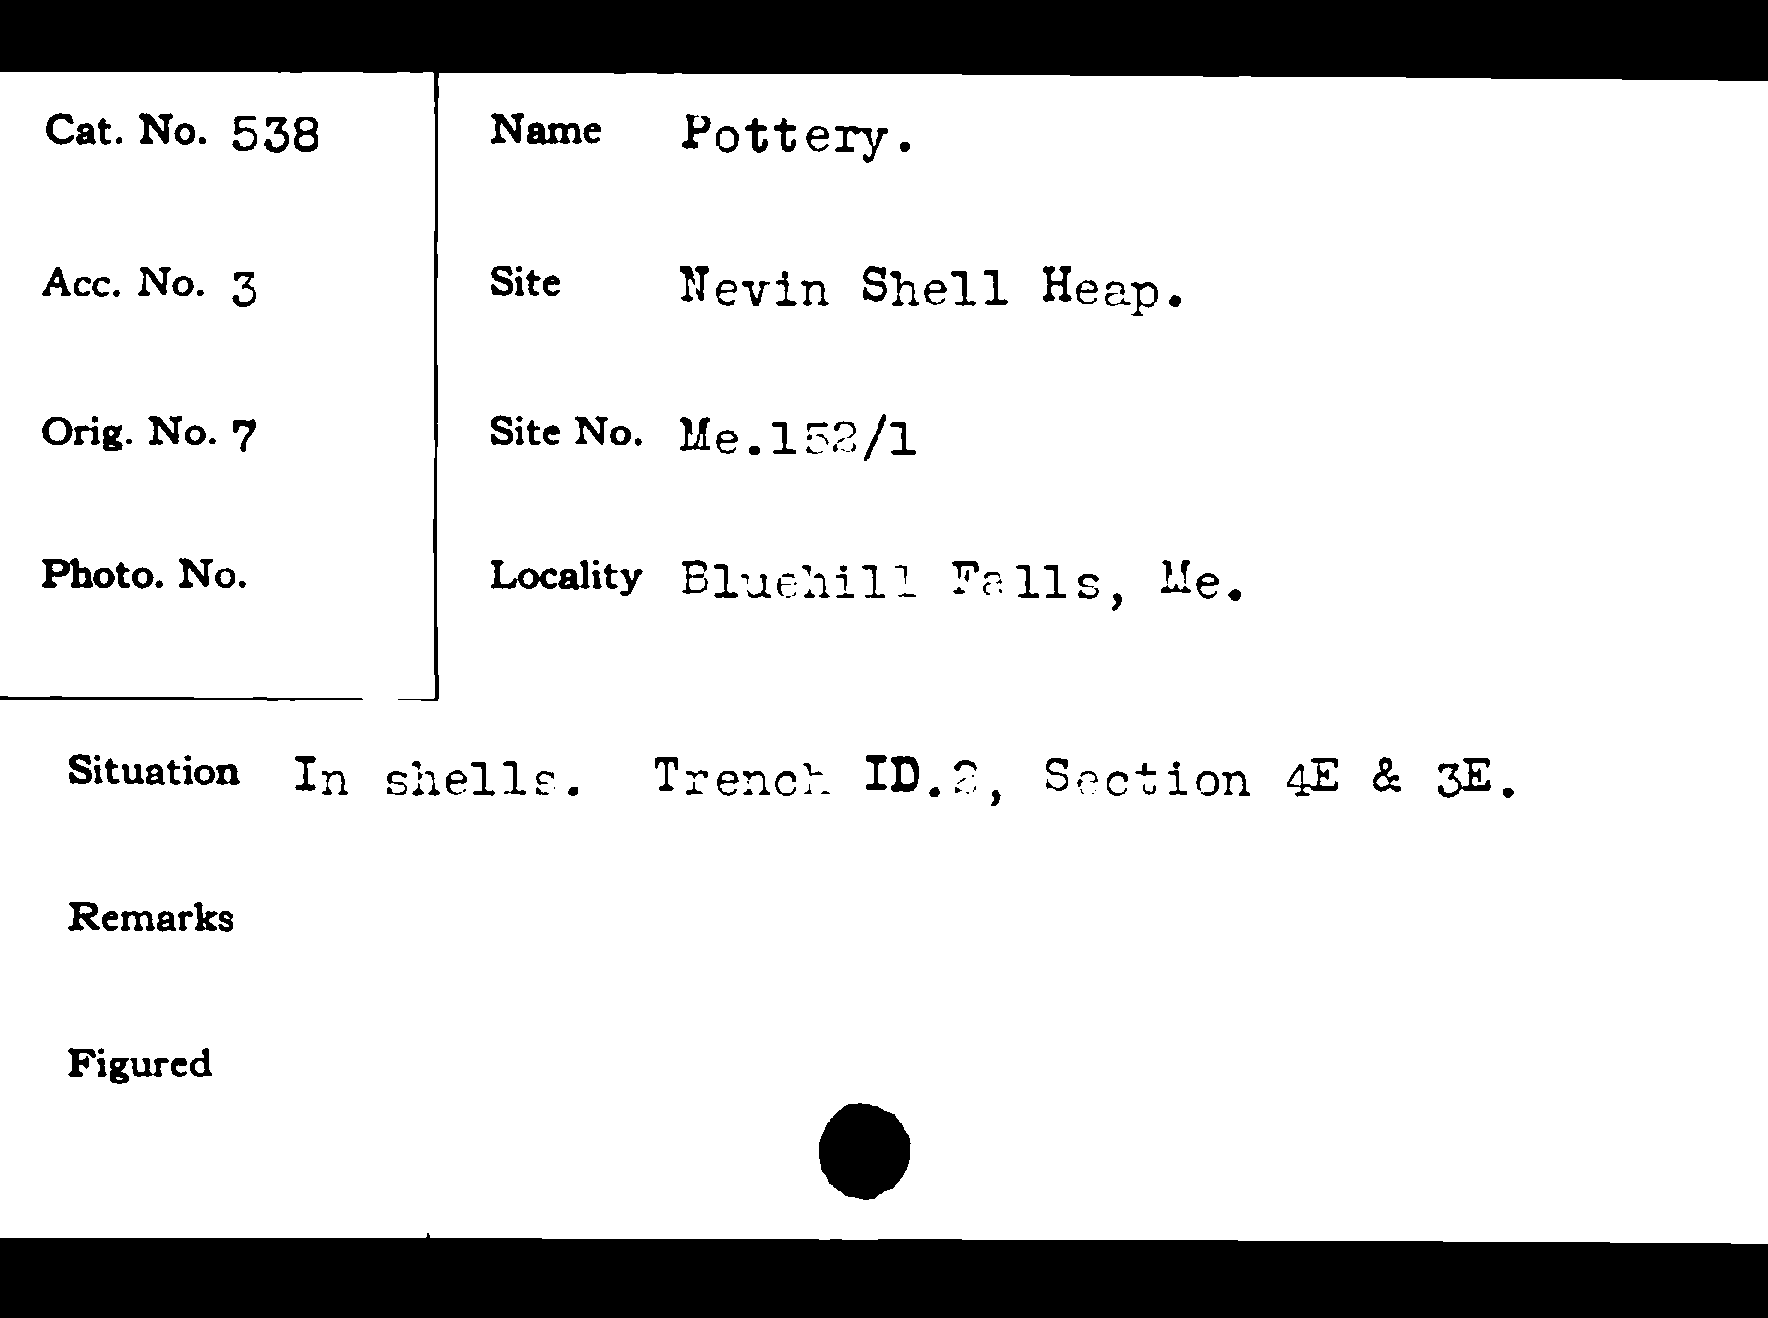 Cat. No. 538
Name Pottery.
Acc. No. 3
Site Nevin Shell Heap.
Orig. No. 7
Site No. Me.152/1
Photo. No.
Locality Bluehill Falls, Me.
Situation In shells. Trench ID.2, Section 4E & 3E.
Remarks
Figured